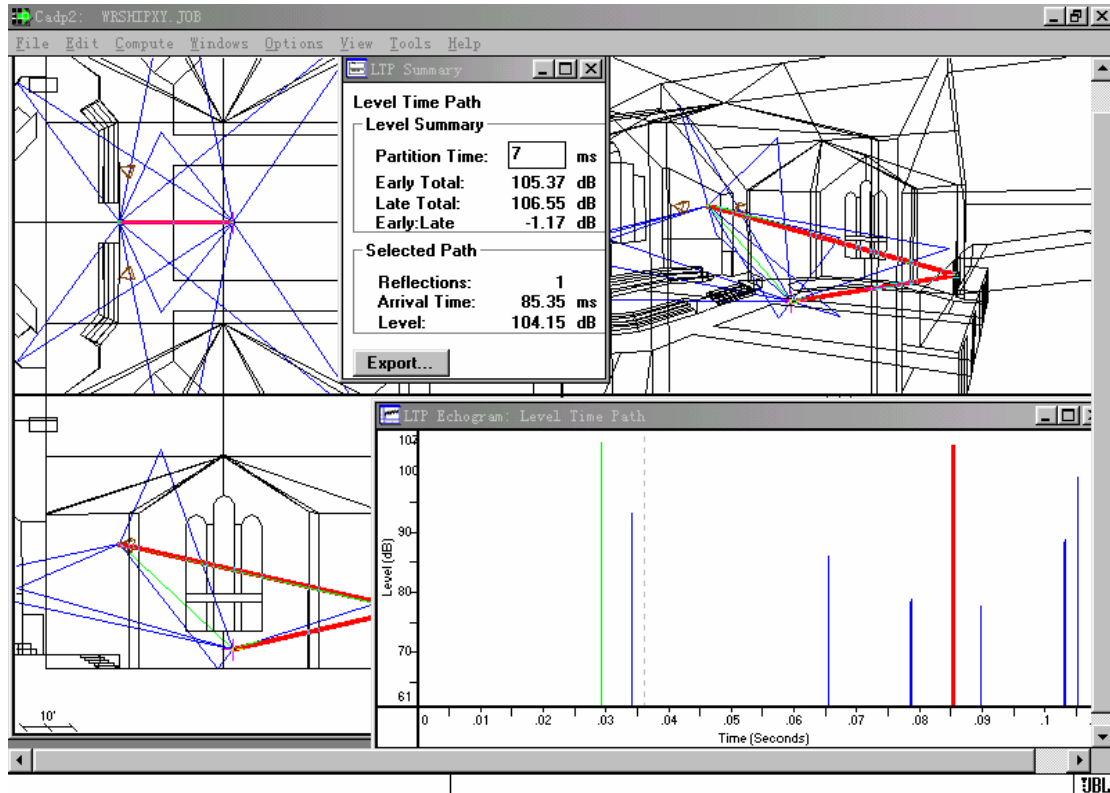 Cadp2: WRSHIPXY.JOB
File Edit Compute Windows Options View Tools Help
LTP Summary
Level Time Path
Level Summary
Partition Time: 7 ms
Early Total: 105.37 dB
Late Total: 106.55 dB
Early:Late -1.17 dB
Selected Path
Reflections: 1
Arrival Time: 85.35 ms
Level: 104.15 dB
Export...
10'
LTP Echogram: Level Time Path
107
100
90
80
70
61
Level (dB)
0 .01 .02 .03 .04 .05 .06 .07 .08 .09 .1
Time (Seconds)
JBL